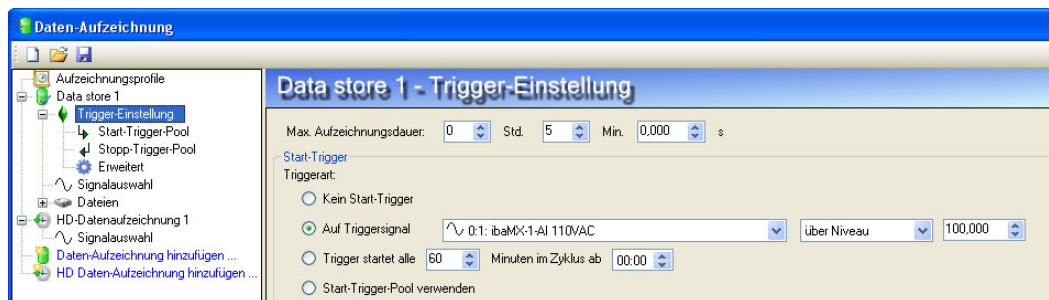 Daten-Aufzeichnung
Aufzeichnungsprofile
Data store 1
Trigger-Einstellung
Start-Trigger-Pool
Stopp-Trigger-Pool
Erweitert
Signalauswahl
Dateien
HD-Datenaufzeichnung 1
Signalauswahl
Daten-Aufzeichnung hinzufügen ...
HD Daten-Aufzeichnung hinzufügen ...
Data store 1 - Trigger-Einstellung
Max. Aufzeichnungsdauer: 0 Std. 5 Min. 0,000 s
Start-Trigger
Triggerart:
Kein Start-Trigger
Auf Triggersignal 0:1: ibaMX-1-AI 110VAC über Niveau 100,000
Trigger startet alle 60 Minuten im Zyklus ab 00:00
Start-Trigger-Pool verwenden